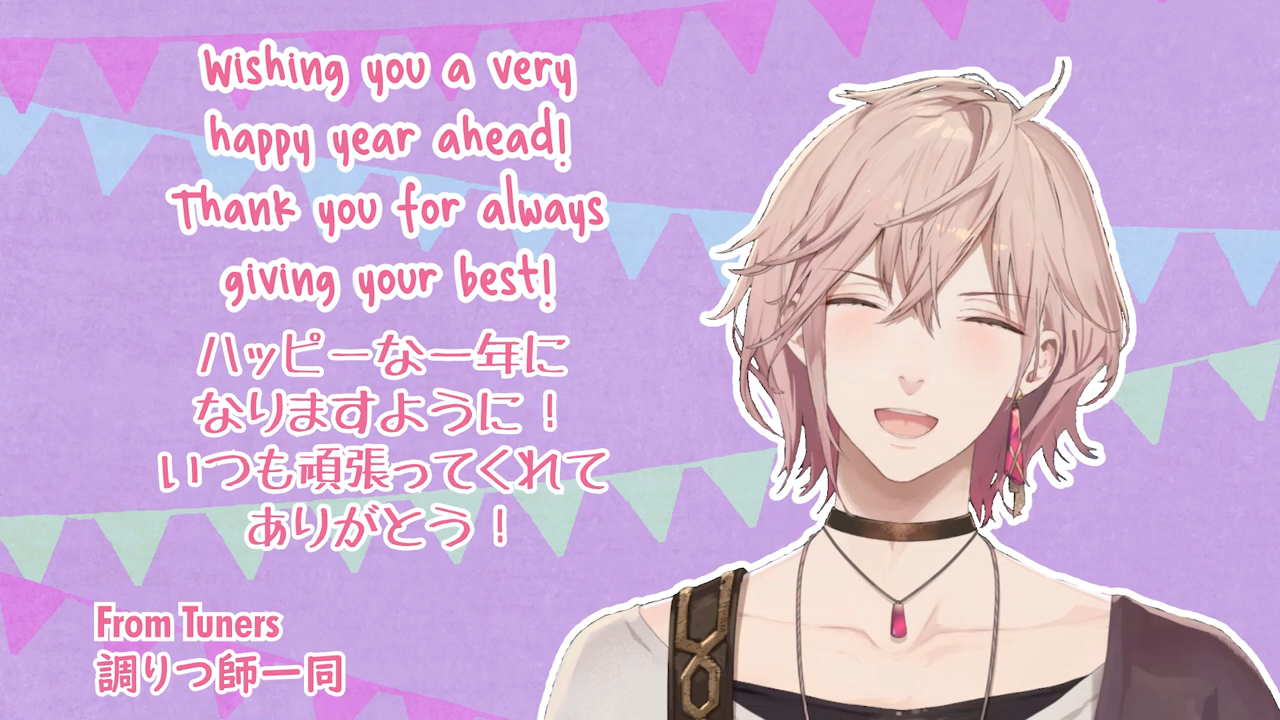 Wishing you a very
happy year ahead!
Thank you for always
giving your best!
ハッピーな一年に
なりますように！
いつも頑張ってくれて
ありがとう！
From Tuners
調りつ師一同